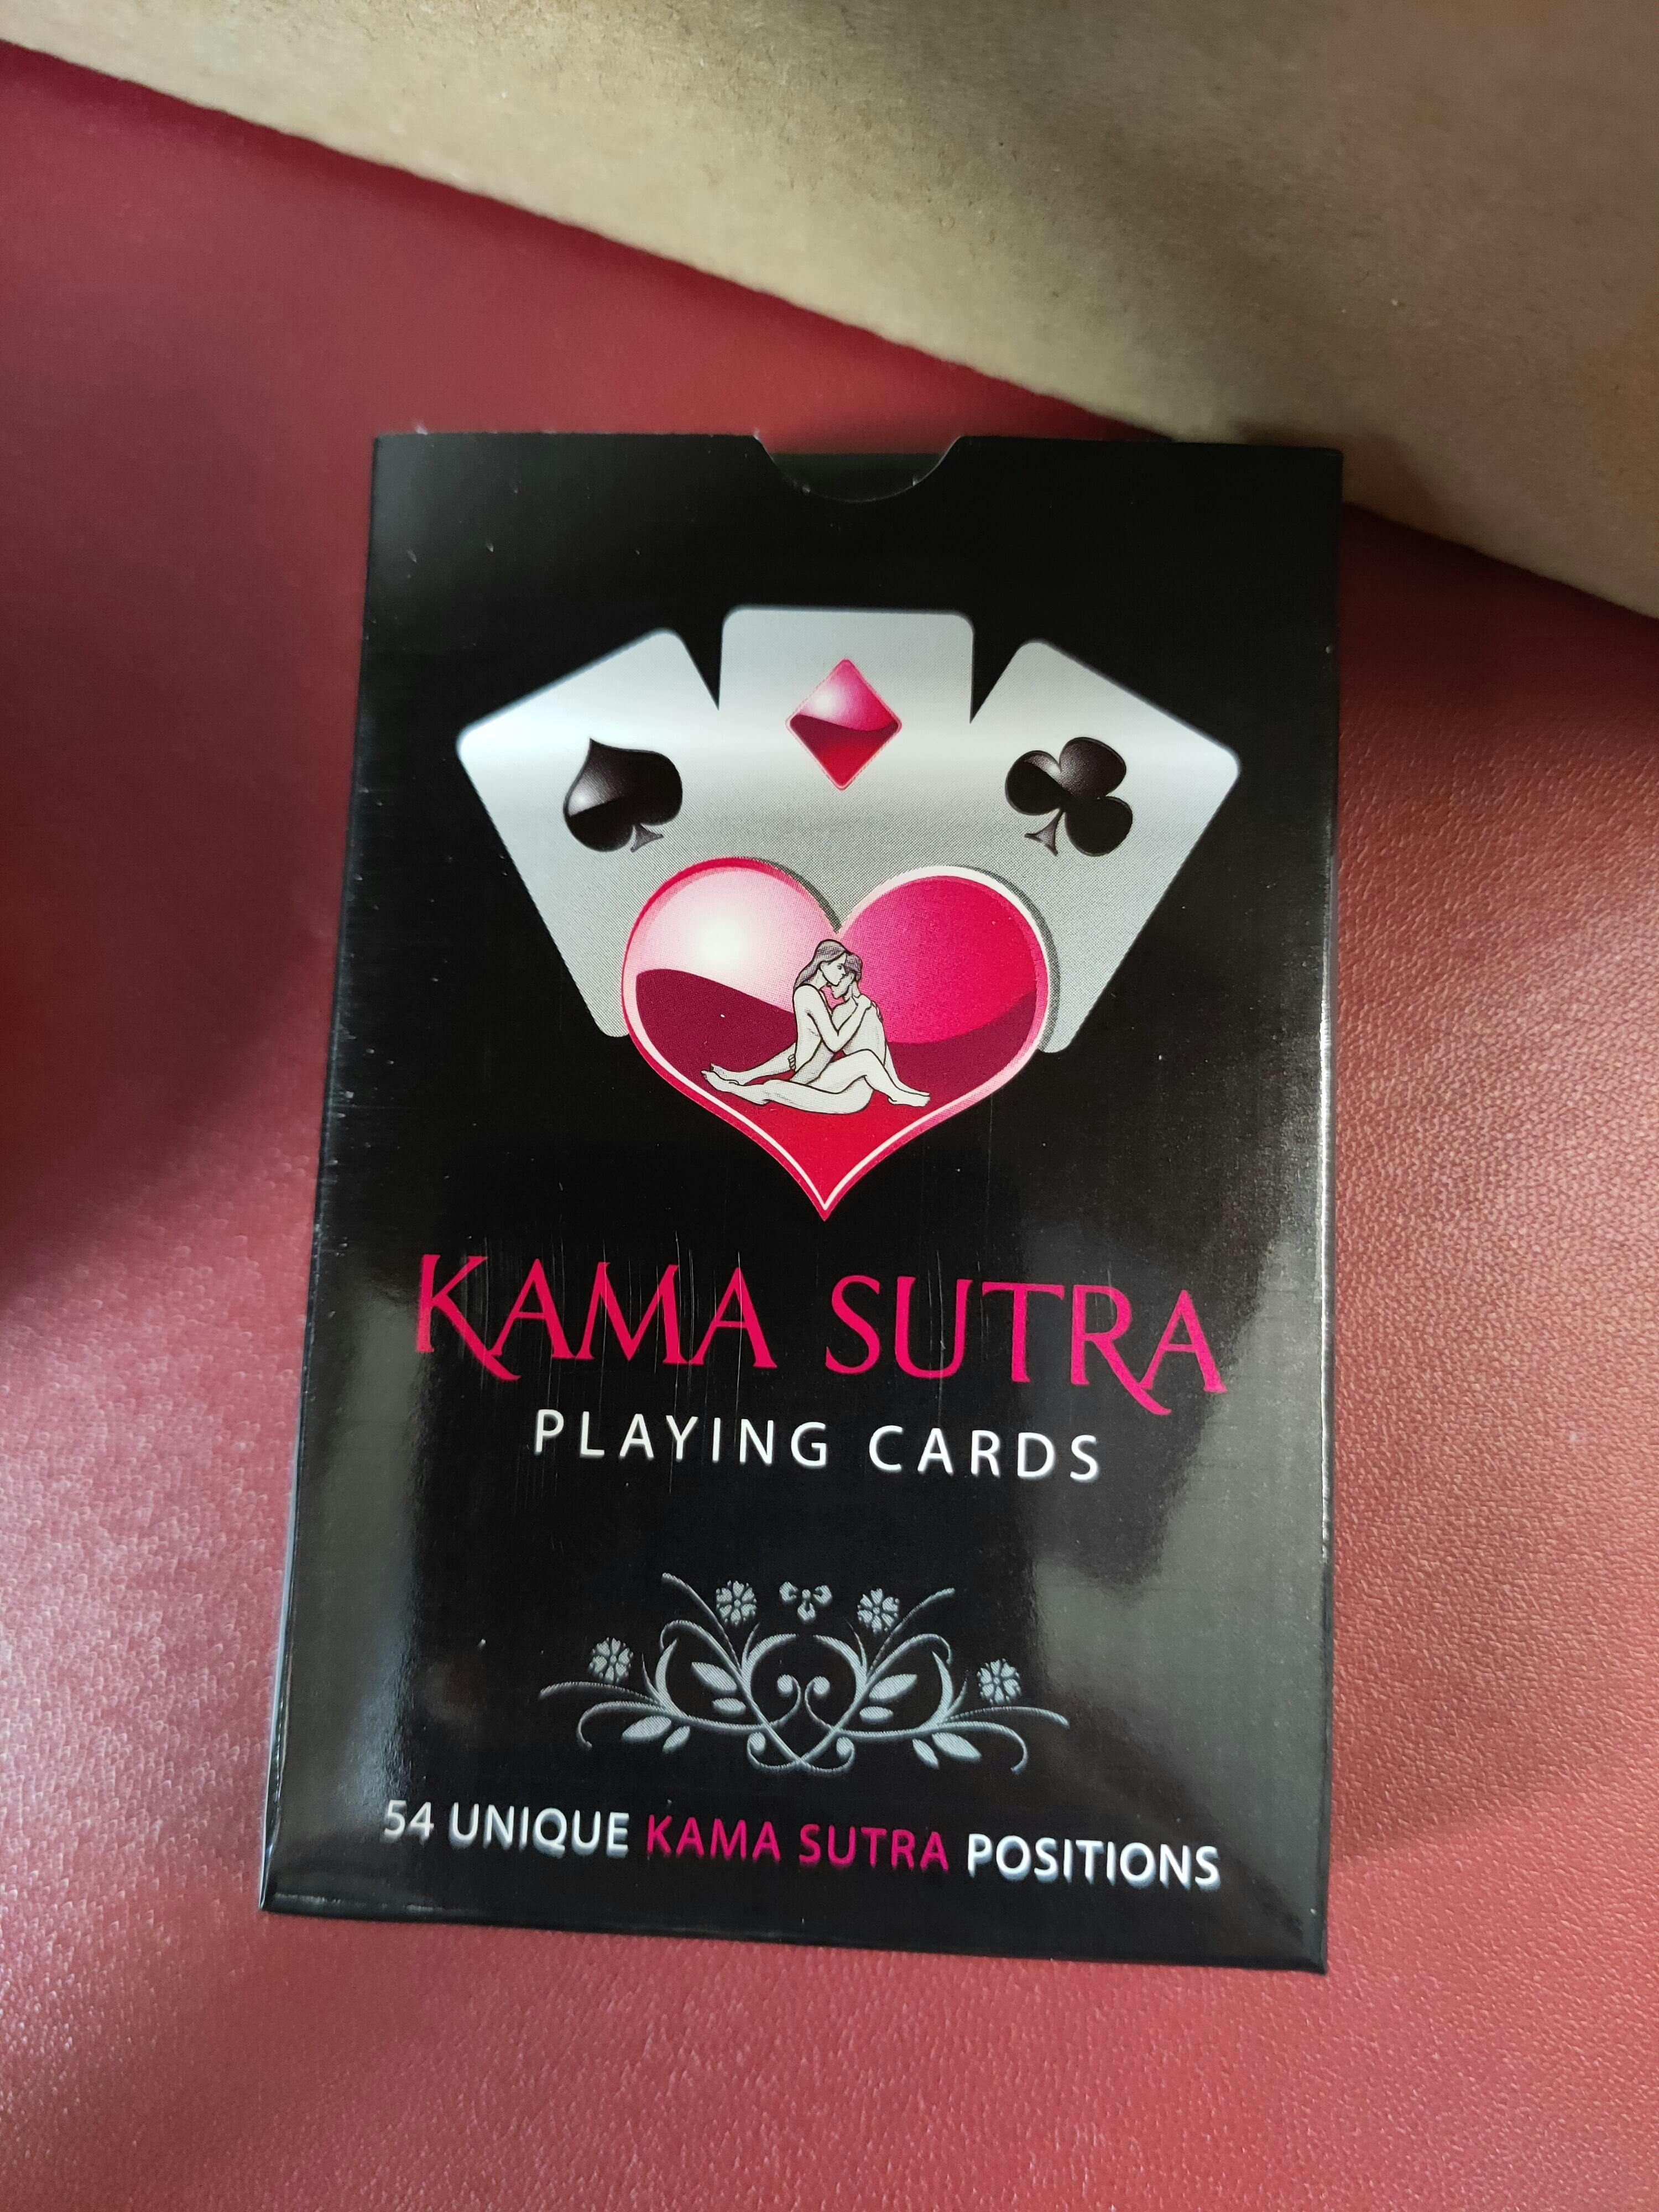 KAMA SUTRA
PLAYING CARDS
54 UNIQUE KAMA SUTRA POSITIONS